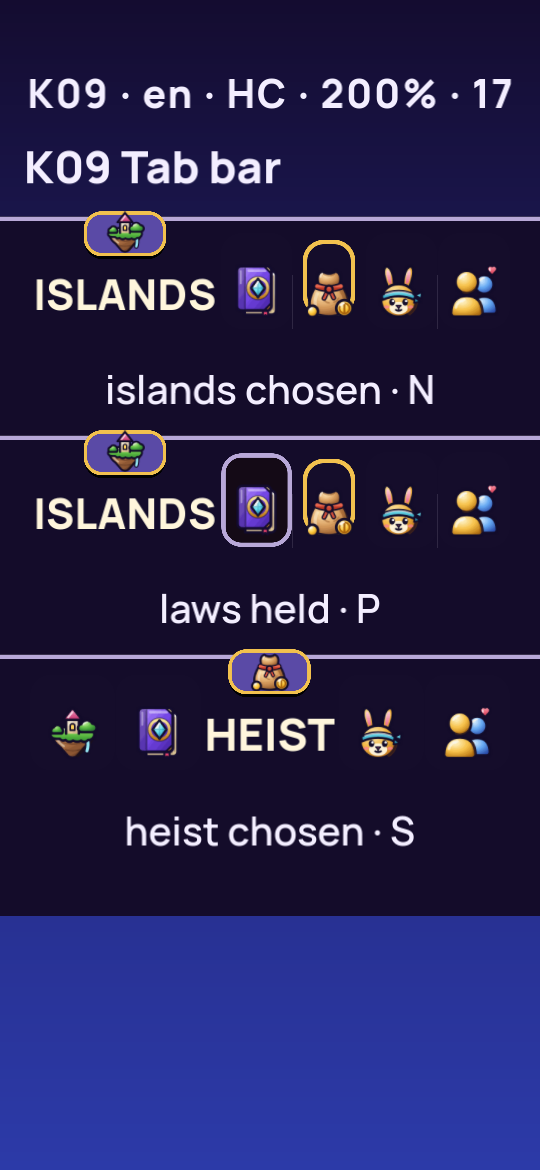 K09 · en · HC · 200% · 17
K09 Tab bar
ISLANDS
islands chosen · N
ISLANDS
laws held · P
HEIST
heist chosen · S